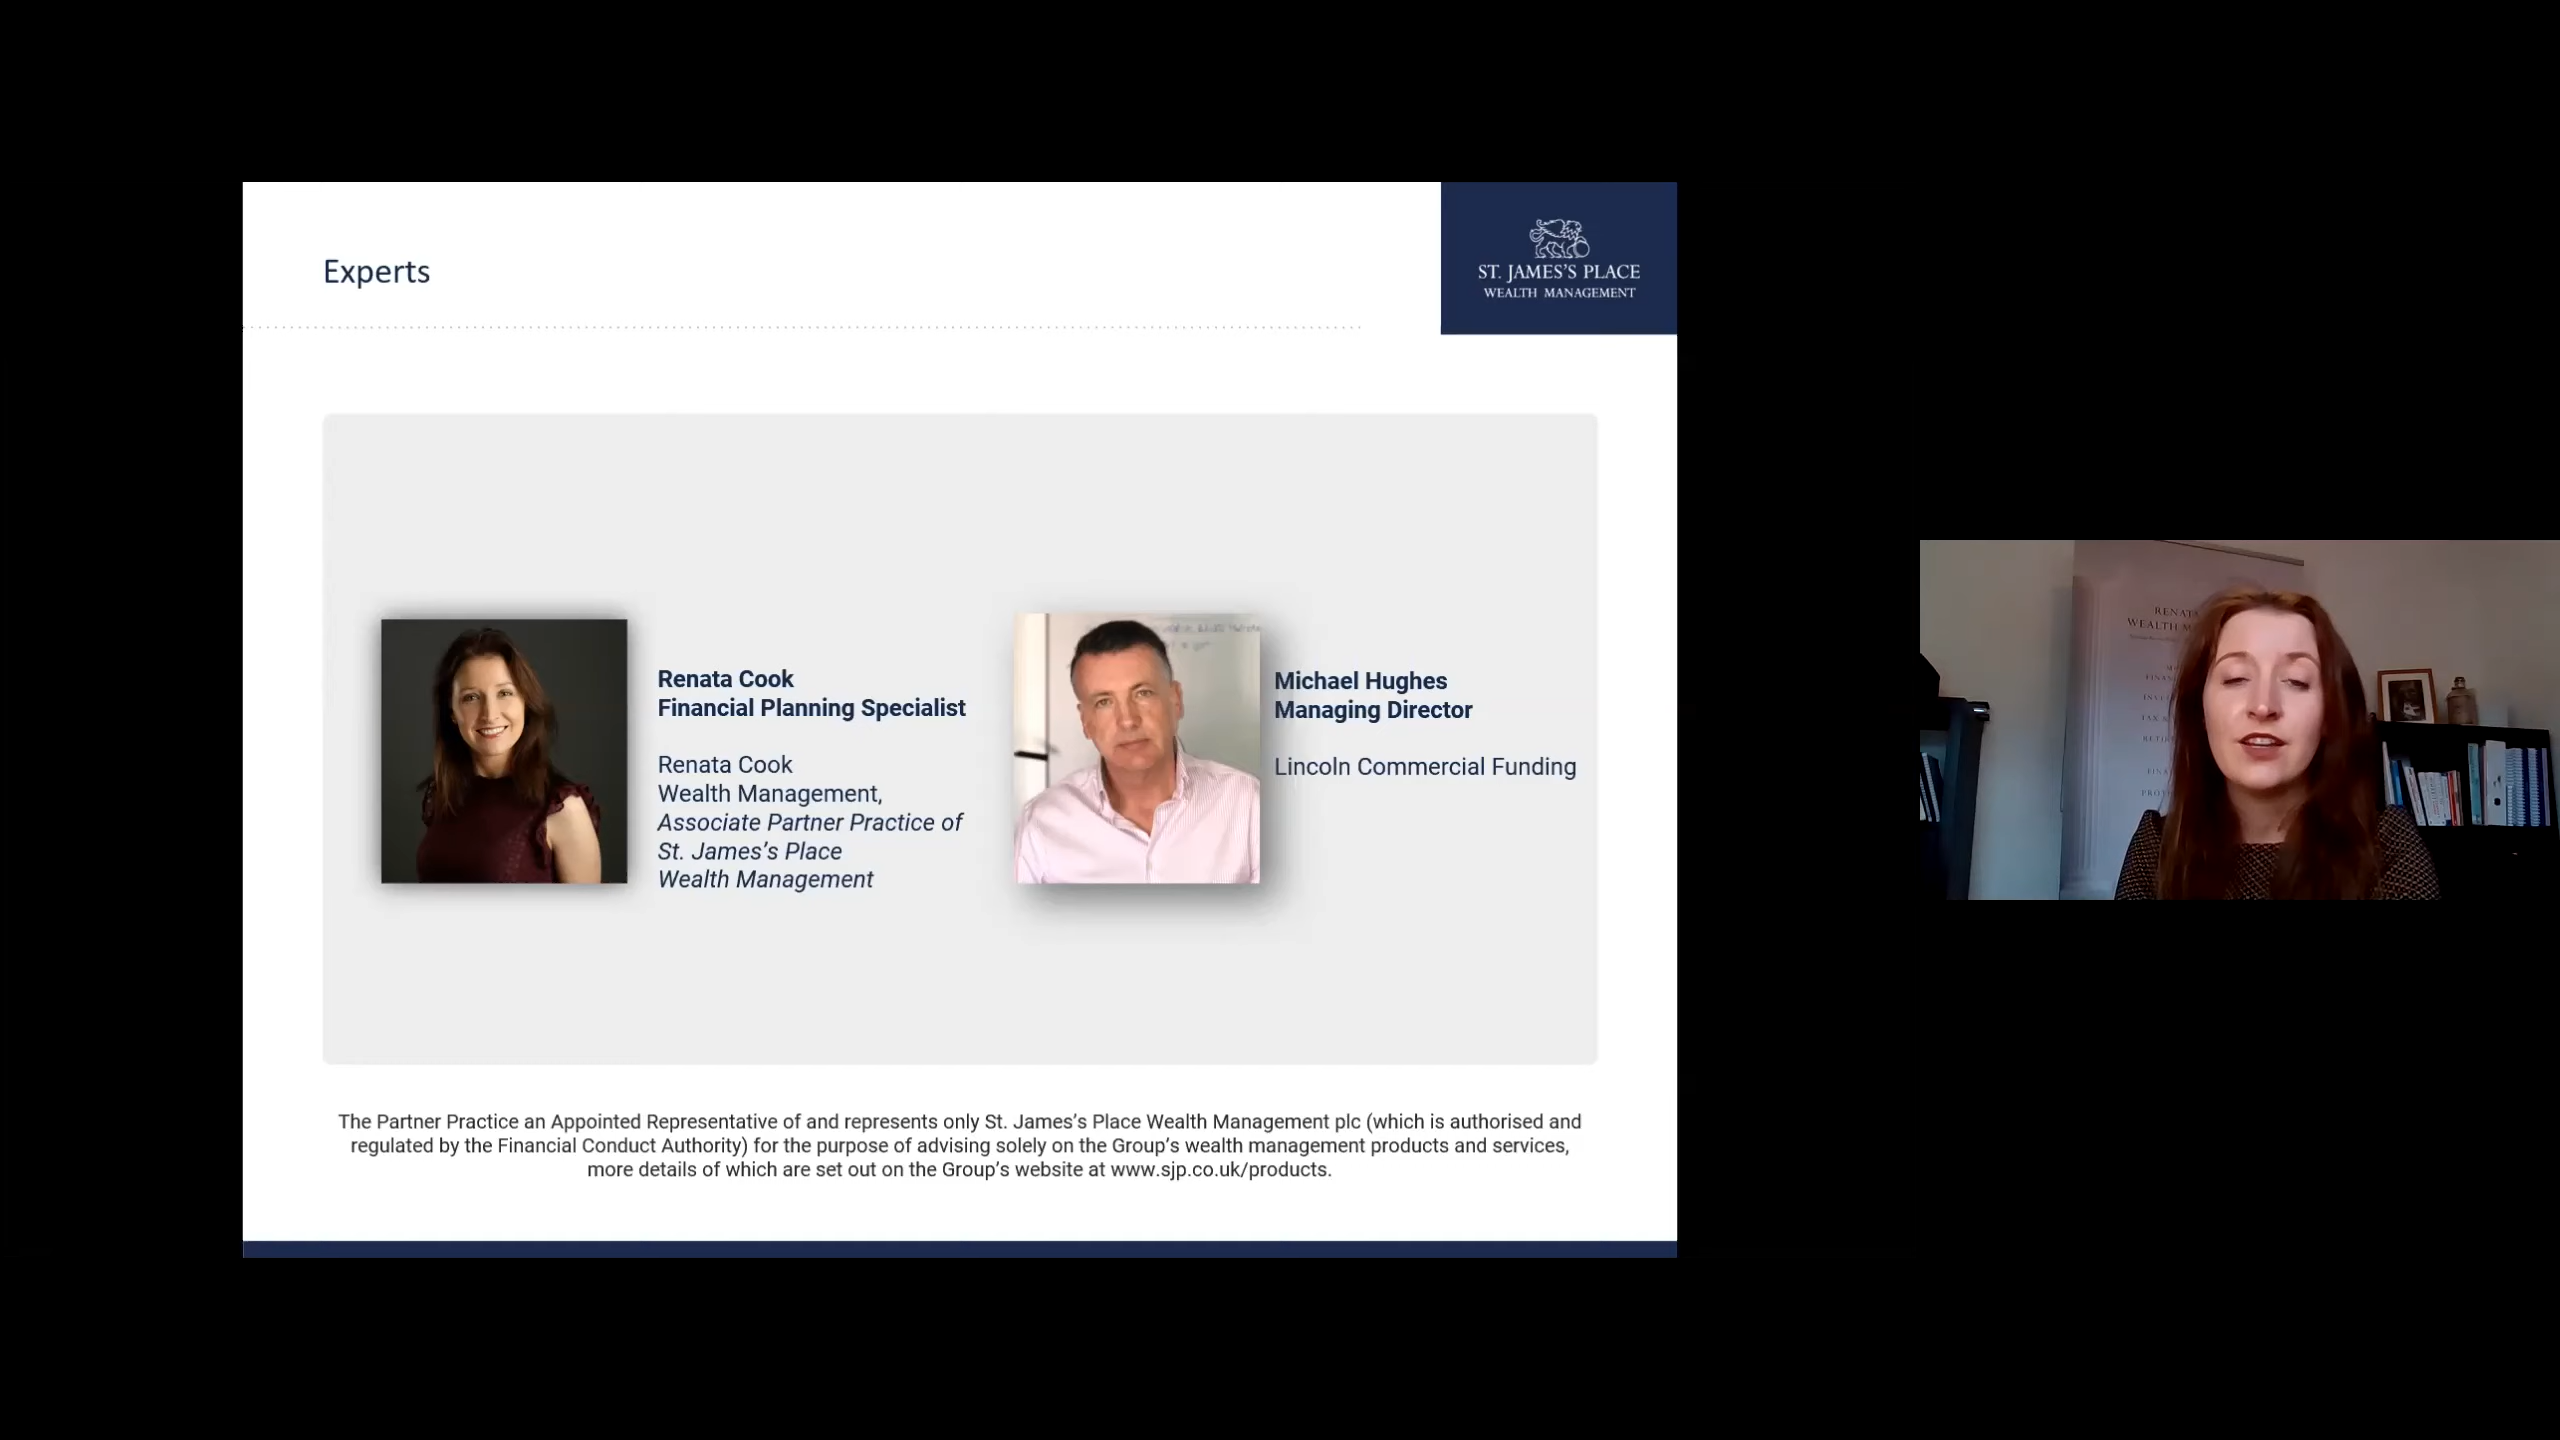 Experts
ST. JAMES'S PLACE
WEALTH MANAGEMENT
Renata Cook
Financial Planning Specialist
Renata Cook
Wealth Management,
Associate Partner Practice of
St. James's Place
Wealth Management
Michael Hughes
Managing Director
Lincoln Commercial Funding
The Partner Practice an Appointed Representative of and represents only St. James's Place Wealth Management plc (which is authorised and
regulated by the Financial Conduct Authority) for the purpose of advising solely on the Group's wealth management products and services,
more details of which are set out on the Group's website at www.sjp.co.uk/products.
RENATA
WEALTH M